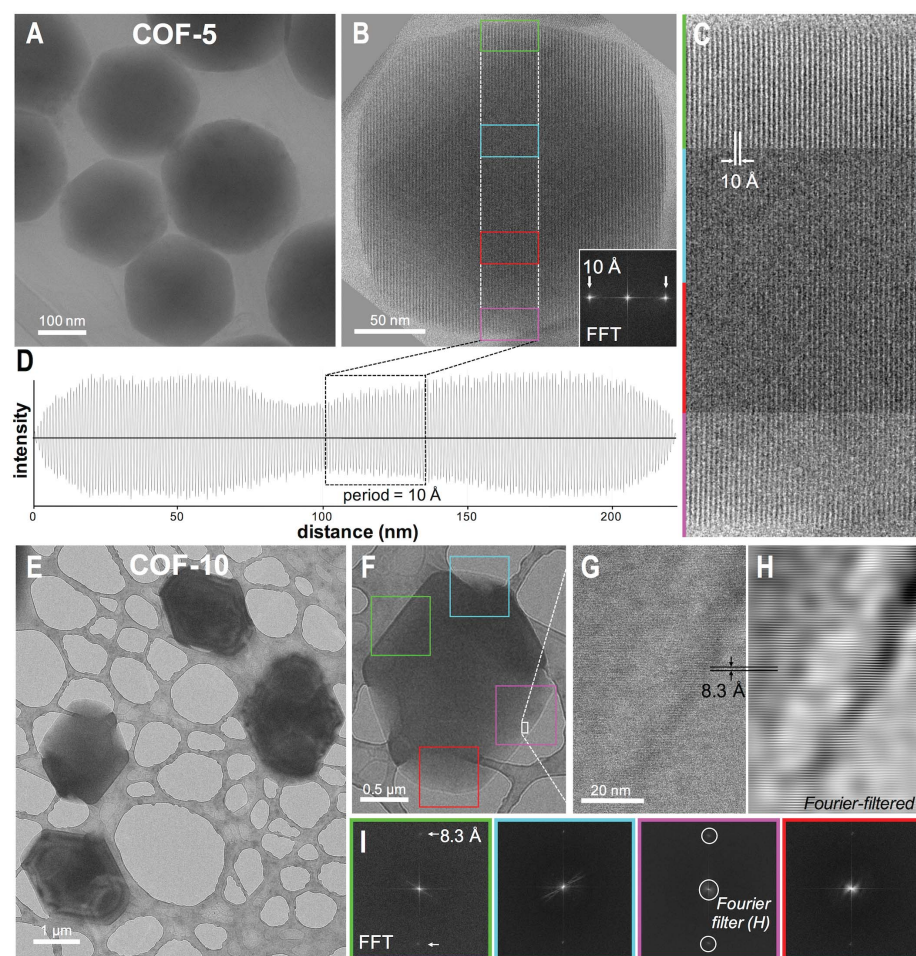 A
COF-5
100 nm
B
50 nm
10 Å
FFT
C
10 Å
D
intensity
period = 10 Å
0
50
100
150
200
distance (nm)
E
COF-10
1 µm
F
0.5 µm
G
8.3 Å
20 nm
H
Fourier-filtered
I
8.3 Å
FFT
Fourier
filter (H)